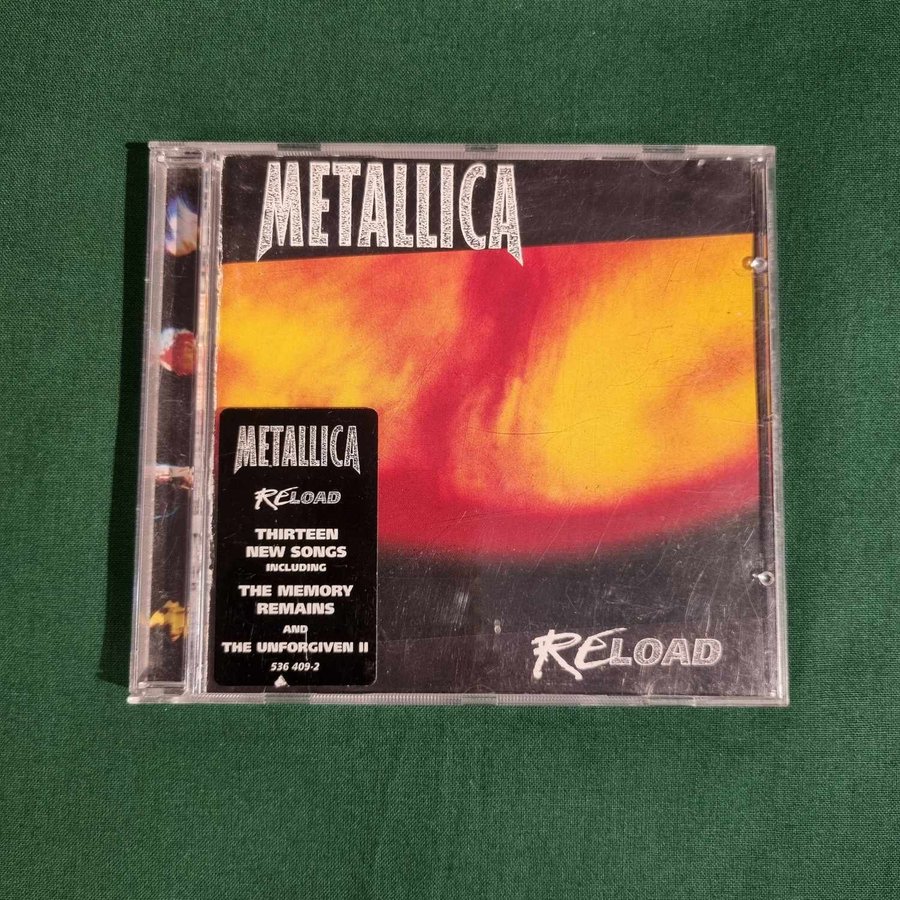 METALLICA
METALLICA
RELOAD
THIRTEEN
NEW SONGS
INCLUDING
THE MEMORY
REMAINS
AND
THE UNFORGIVEN II
536 409-2
RELOAD